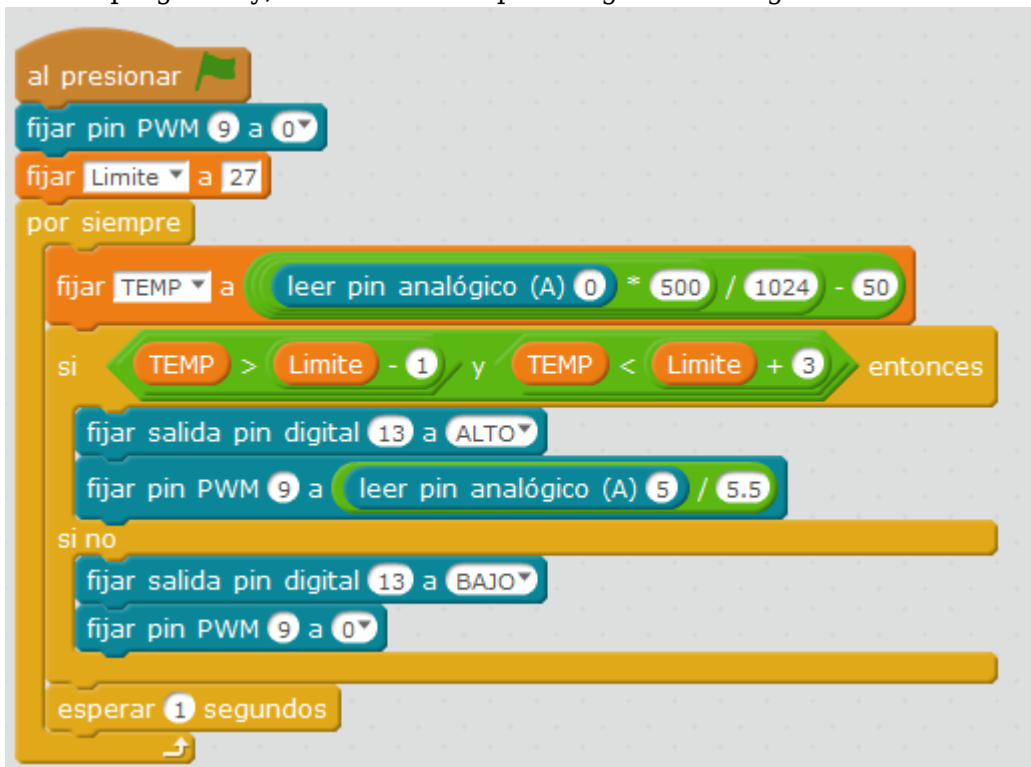 al presionar
fijar pin PWM 9 a 0
fijar Limite a 27
por siempre
fijar TEMP a leer pin analógico (A) 0 * 500 / 1024 - 50
si TEMP > Limite - 1 y TEMP < Limite + 3 entonces
fijar salida pin digital 13 a ALTO
fijar pin PWM 9 a leer pin analógico (A) 5 / 5.5
si no
fijar salida pin digital 13 a BAJO
fijar pin PWM 9 a 0
esperar 1 segundos